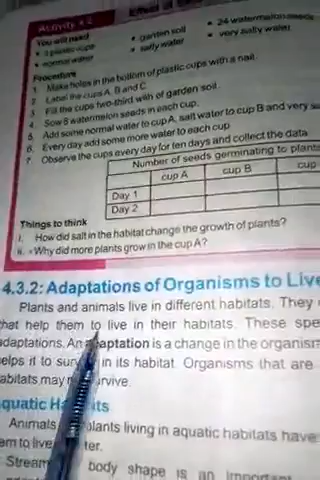 Activity 4.2
You will need
• 3 plastic cups • garden soil • 24 watermelon seeds
• normal water • salty water • very salty water
Procedure
1. Make holes in the bottom of plastic cups with a nail.
2. Label the cups A, B and C.
3. Fill the cups two-third with of garden soil.
4. Sow 8 watermelon seeds in each cup.
5. Add some normal water to cup A, salt water to cup B and very
6. Every day add some more water to each cup
7. Observe the cups every day for ten days and collect the data
Number of seeds germinating to plants
cup A cup B cup
Day 1
Day 2
Things to think
i. How did salt in the habitat change the growth of plants?
ii. Why did more plants grow in the cup A?
4.3.2: Adaptations of Organisms to Live
Plants and animals live in different habitats. They
that help them to live in their habitats. These
adaptations. An adaptation is a change in the
helps it to in its habitat. Organisms that are
habitats may survive.
Aquatic
Animals plants living in aquatic habitats have
them to live
Stream body shape is an important